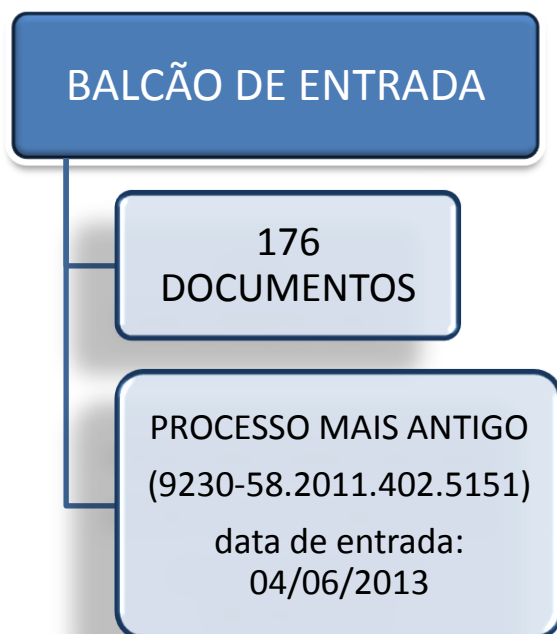 BALCÃO DE ENTRADA
176
DOCUMENTOS
PROCESSO MAIS ANTIGO
(9230-58.2011.402.5151)
data de entrada:
04/06/2013